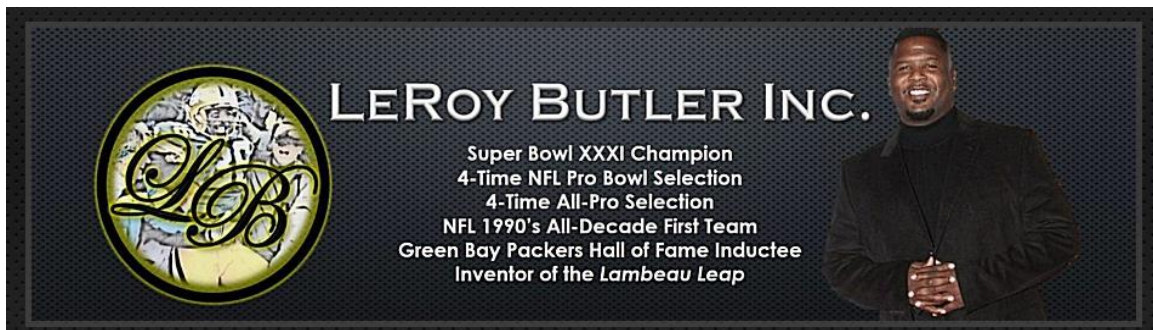 LB
LeRoy Butler Inc.
Super Bowl XXXI Champion
4-Time NFL Pro Bowl Selection
4-Time All-Pro Selection
NFL 1990's All-Decade First Team
Green Bay Packers Hall of Fame Inductee
Inventor of the Lambeau Leap